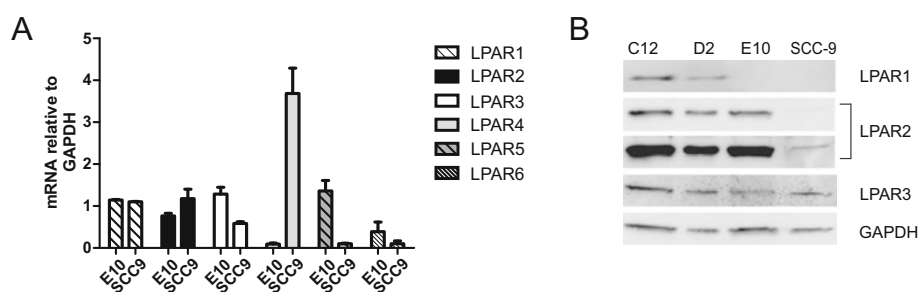 A
mRNA relative to
GAPDH
5
4
3
2
1
0
E10
SCC9
E10
SCC9
E10
SCC9
E10
SCC9
E10
SCC9
E10
SCC9
LPAR1
LPAR2
LPAR3
LPAR4
LPAR5
LPAR6
B
C12 D2 E10 SCC-9
LPAR1
LPAR2
LPAR3
GAPDH